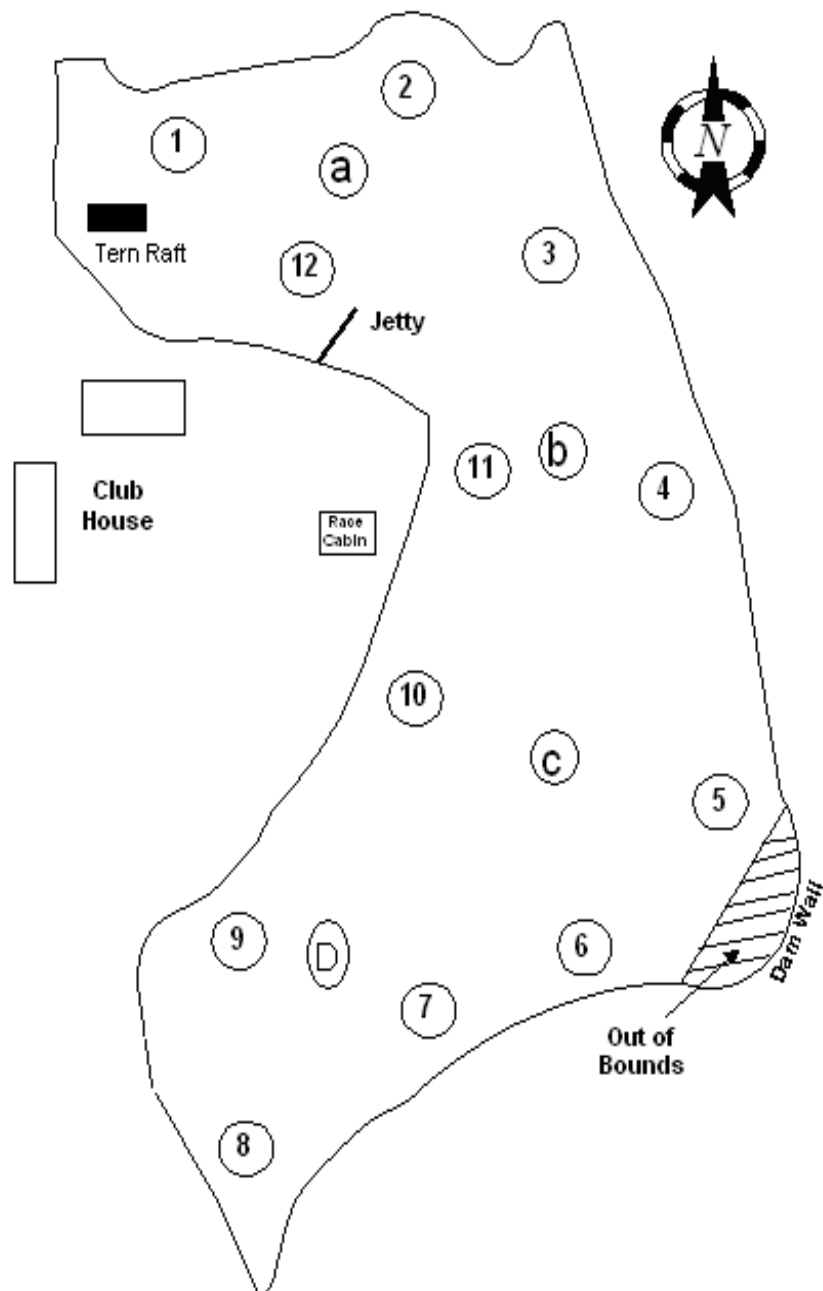 2
1
a
N
Tern Raft
12
3
Jetty
11
b
4
Club
House
Race
Cabin
10
c
5
9
D
6
Dam Wall
7
Out of
Bounds
8